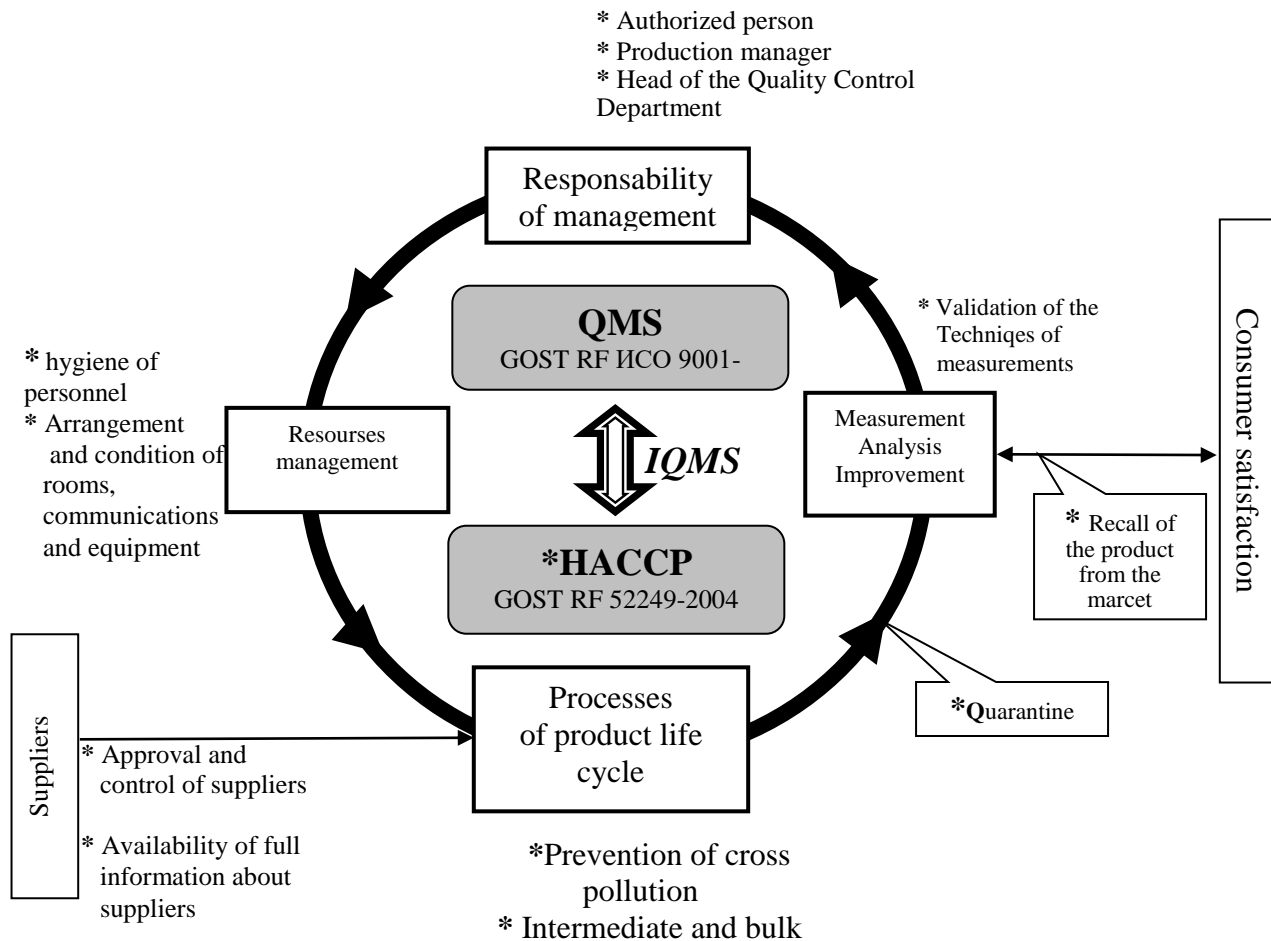 * Authorized person
* Production manager
* Head of the Quality Control
Department
Responsability
of management
QMS
GOST RF ИСО 9001-
* Validation of the
Techniqes of
measurements
Consumer satisfaction
* hygiene of
personnel
* Arrangement
and condition of
rooms,
communications
and equipment
Resourses
management
IQMS
Measurement
Analysis
Improvement
* Recall of
the product
from the
marcet
*HACCP
GOST RF 52249-2004
Suppliers
* Approval and
control of suppliers
* Availability of full
information about
suppliers
Processes
of product life
cycle
*Quarantine
*Prevention of cross
pollution
* Intermediate and bulk